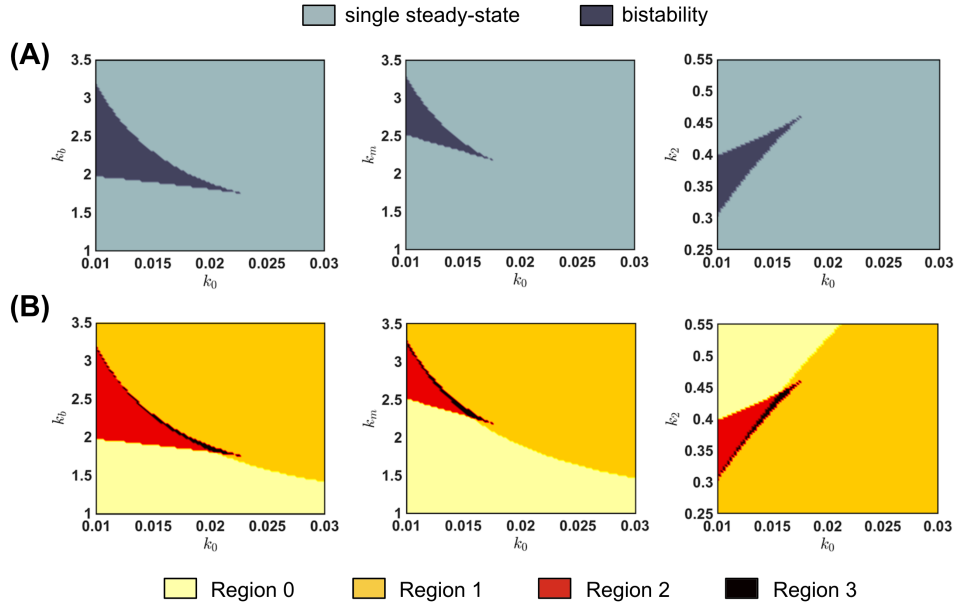 single steady-state bistability
(A)
3.5 3.5 0.55
3 3 0.5
2.5 2.5 0.45
k_b k_m k_2
2 2 0.4
0.35
1.5 1.5 0.3
1 1 0.25
0.01 0.015 0.02 0.025 0.03 0.01 0.015 0.02 0.025 0.03 0.01 0.015 0.02 0.025 0.03
k_0 k_0 k_0
(B)
3.5 3.5 0.55
3 3 0.5
2.5 2.5 0.45
k_b k_m k_2
2 2 0.4
0.35
1.5 1.5 0.3
1 1 0.25
0.01 0.015 0.02 0.025 0.03 0.01 0.015 0.02 0.025 0.03 0.01 0.015 0.02 0.025 0.03
k_0 k_0 k_0
Region 0 Region 1 Region 2 Region 3